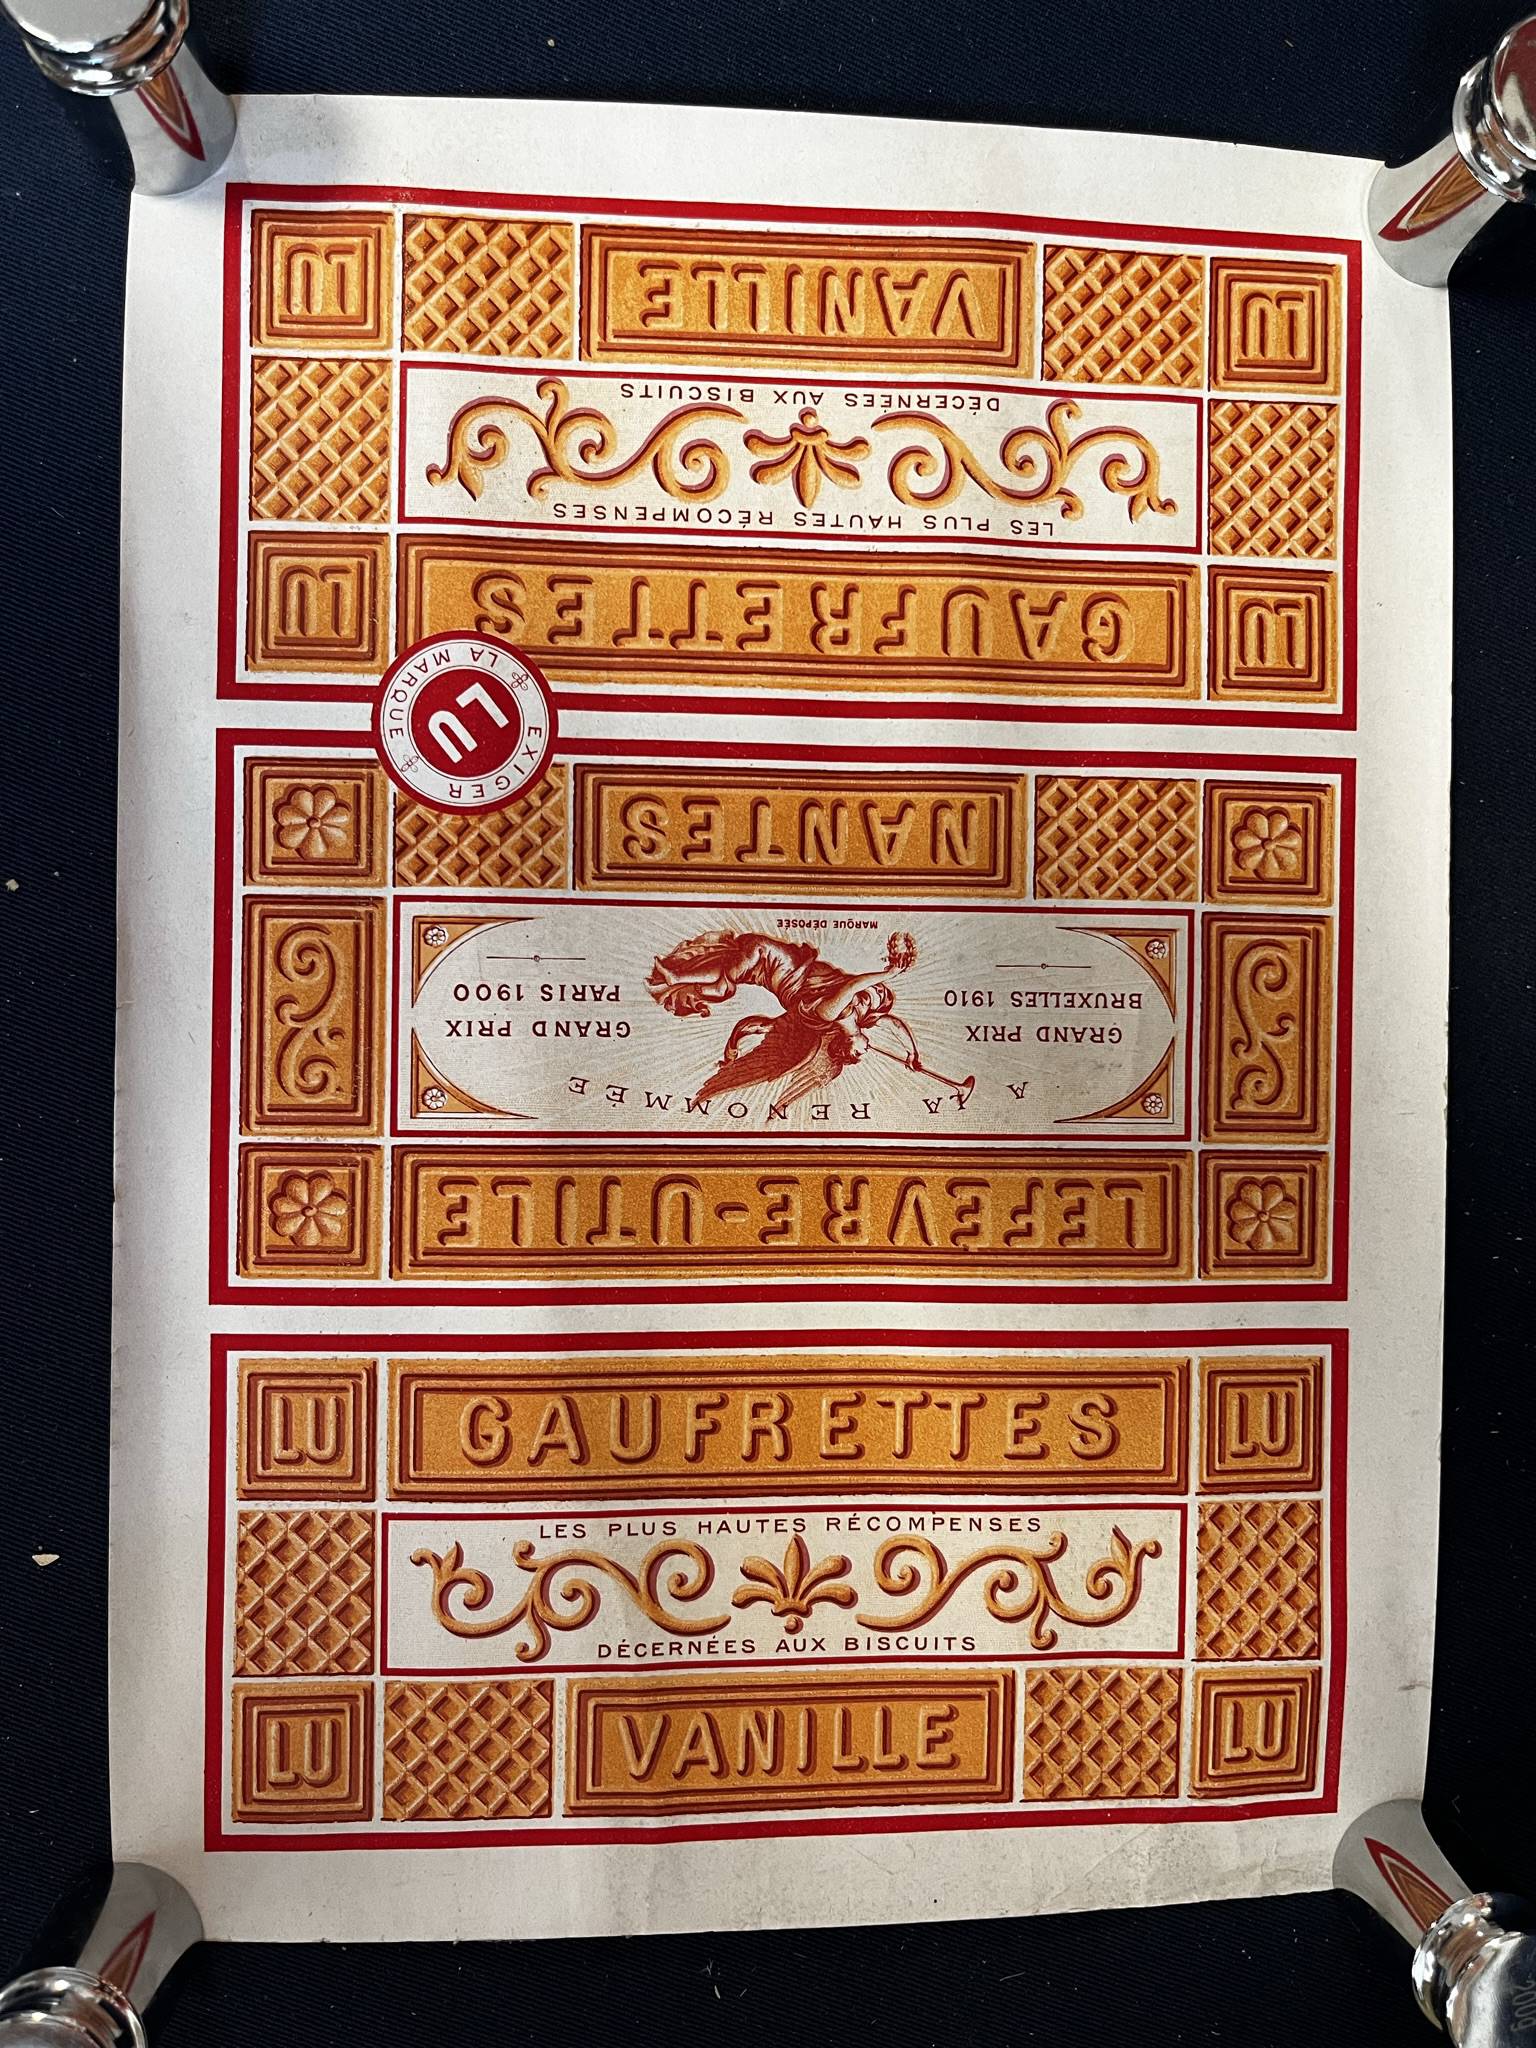 LU
VANILLE
LU
DÉCERNÉES AUX BISCUITS
LES PLUS HAUTES RÉCOMPENSES
LU
GAUFRETTES
LU
EXIGER LA MARQUE
LU
NANTES
MARQUE DÉPOSÉE
GRAND PRIX
BRUXELLES 1910
GRAND PRIX
PARIS 1900
A LA RENOMMÉE
LEFÈVRE-UTILE
LU
GAUFRETTES
LU
LES PLUS HAUTES RÉCOMPENSES
DÉCERNÉES AUX BISCUITS
LU
VANILLE
LU
200g